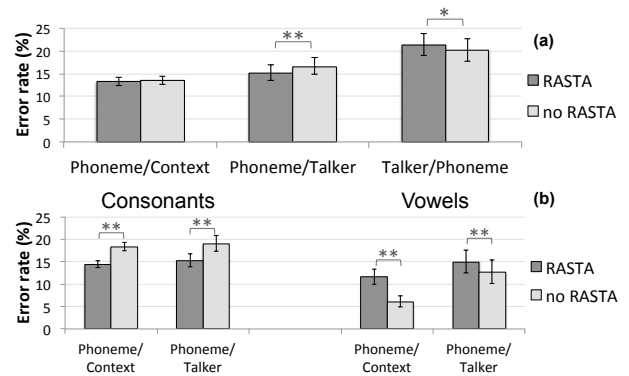 25
20
15
10
5
0
Error rate (%)
**
*
(a)
RASTA
no RASTA
Phoneme/Context
Phoneme/Talker
Talker/Phoneme
Consonants
Vowels
(b)
25
20
15
10
5
0
Error rate (%)
**
**
**
**
RASTA
no RASTA
Phoneme/
Context
Phoneme/
Talker
Phoneme/
Context
Phoneme/
Talker